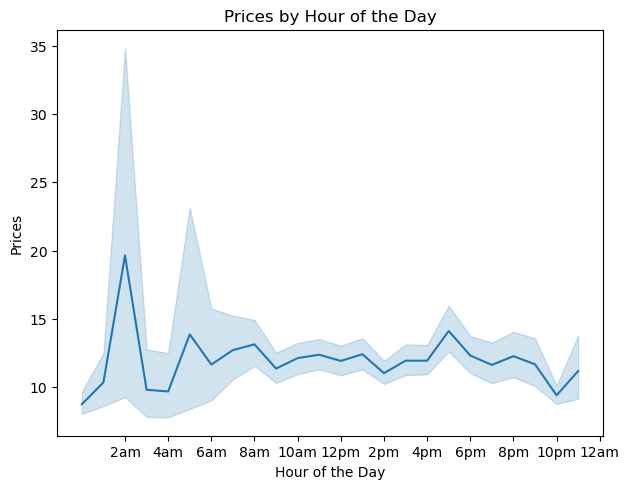 Prices by Hour of the Day
Prices
35
30
25
20
15
10
2am 4am 6am 8am 10am 12pm 2pm 4pm 6pm 8pm 10pm 12am
Hour of the Day